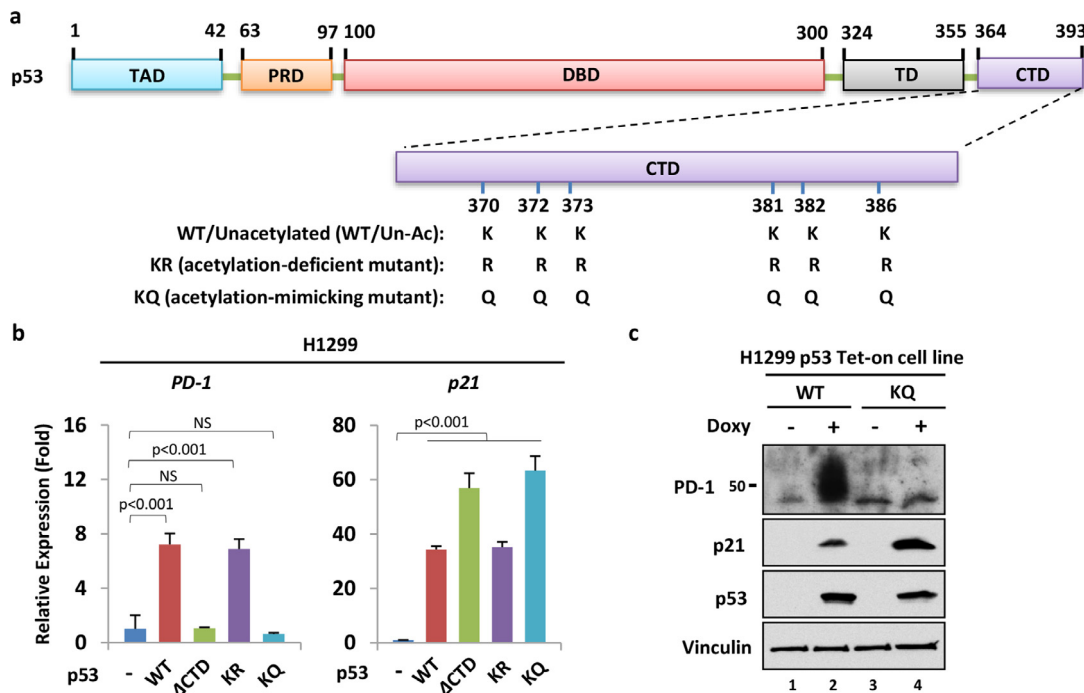 a
1 42 63 97 100 300 324 355 364 393
p53 TAD PRD DBD TD CTD
CTD
370 372 373 381 382 386
WT/Unacetylated (WT/Un-Ac): K K K K K K
KR (acetylation-deficient mutant): R R R R R R
KQ (acetylation-mimicking mutant): Q Q Q Q Q Q
b
H1299
PD-1
Relative Expression (Fold)
16
12
8
4
0
NS
p<0.001
NS
p<0.001
p53 - WT ΔCTD KR KQ
p21
80
60
40
20
0
p<0.001
- WT ΔCTD KR KQ
c
H1299 p53 Tet-on cell line
WT KQ
Doxy - + - +
PD-1 50
p21
p53
Vinculin
1 2 3 4